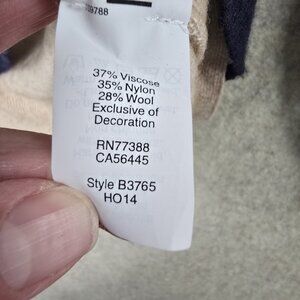 37% Viscose
35% Nylon
28% Wool
Exclusive of
Decoration
RN77388
CA56445
Style B3765
HO14